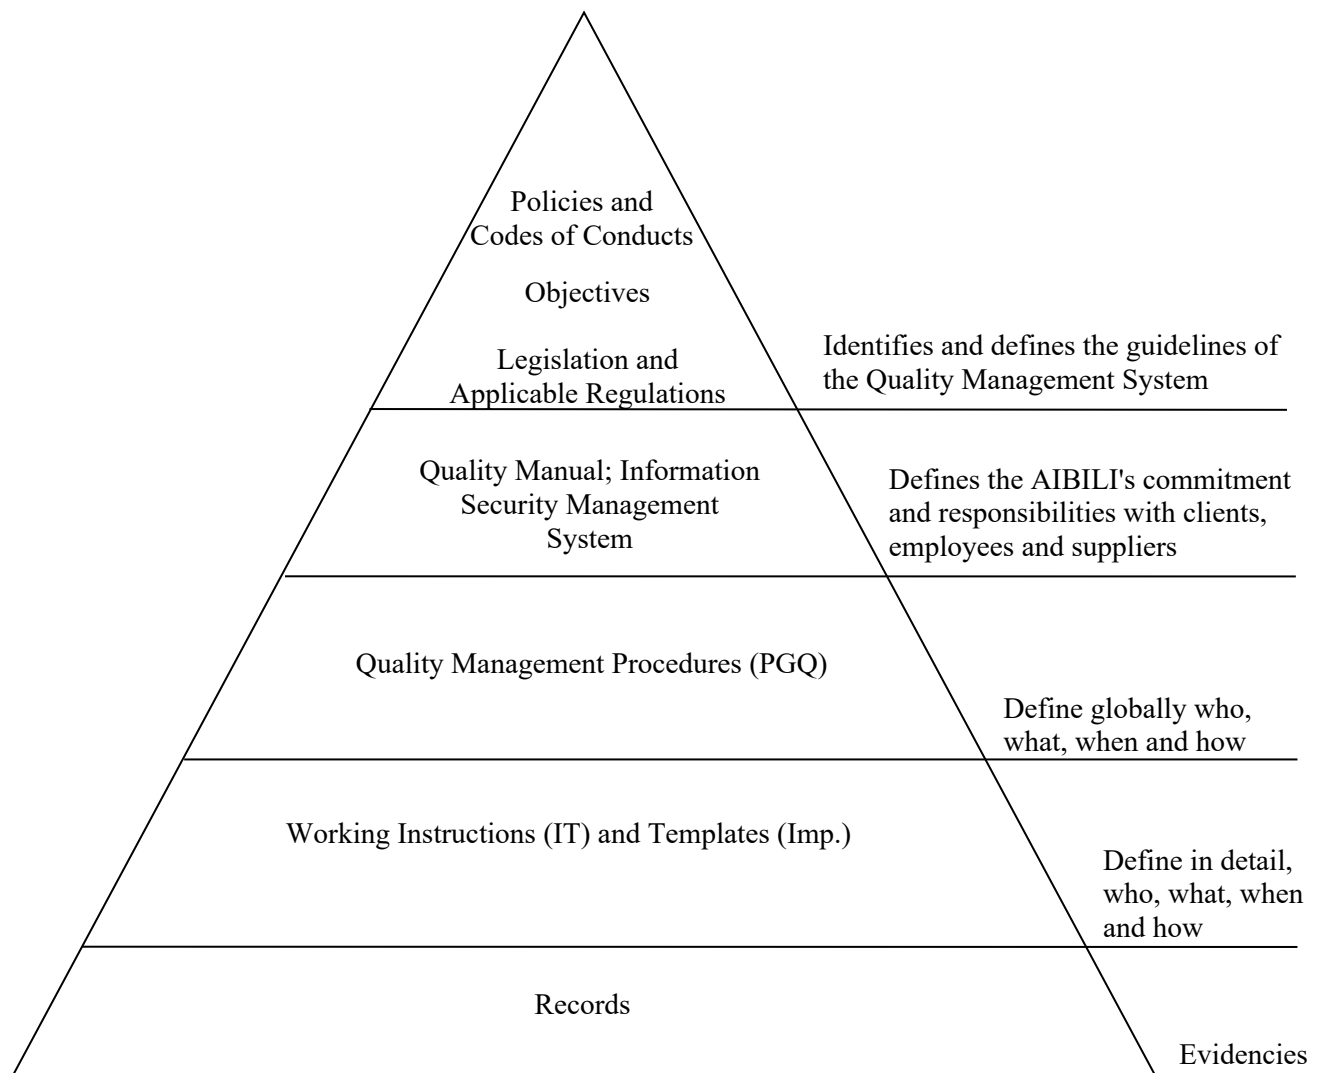 Policies and
Codes of Conducts
Objectives
Legislation and
Applicable Regulations
Identifies and defines the guidelines of
the Quality Management System
Quality Manual; Information
Security Management
System
Defines the AIBILI's commitment
and responsibilities with clients,
employees and suppliers
Quality Management Procedures (PGQ)
Define globally who,
what, when and how
Working Instructions (IT) and Templates (Imp.)
Define in detail,
who, what, when
and how
Records
Evidencies